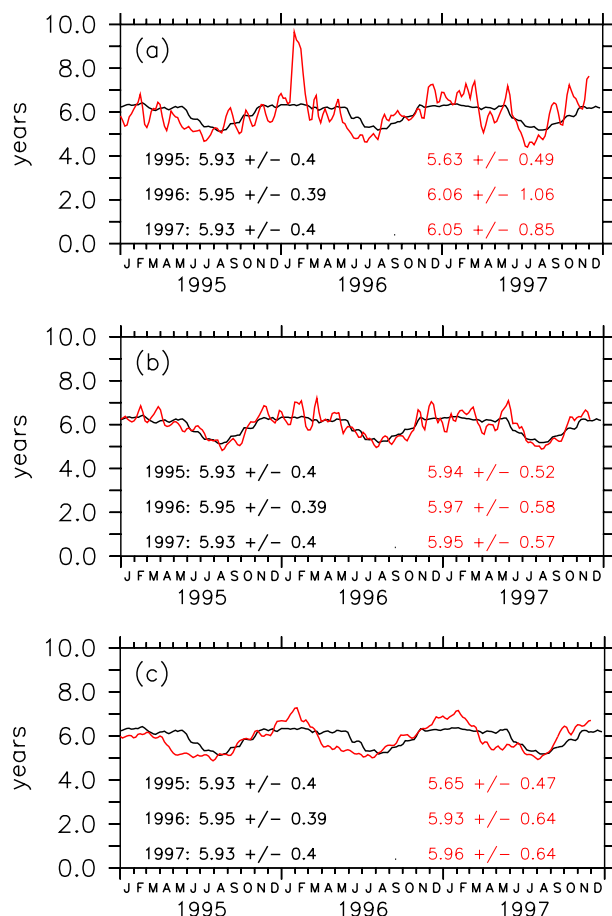 10.0
(a)
8.0
6.0
years
4.0
1995: 5.93 +/- 0.4 5.63 +/- 0.49
2.0
1996: 5.95 +/- 0.39 6.06 +/- 1.06
1997: 5.93 +/- 0.4 6.05 +/- 0.85
0.0
J F M A M J J A S O N D J F M A M J J A S O N D J F M A M J J A S O N D
1995 1996 1997
10.0
(b)
8.0
6.0
years
4.0
1995: 5.93 +/- 0.4 5.94 +/- 0.52
2.0
1996: 5.95 +/- 0.39 5.97 +/- 0.58
1997: 5.93 +/- 0.4 5.95 +/- 0.57
0.0
J F M A M J J A S O N D J F M A M J J A S O N D J F M A M J J A S O N D
1995 1996 1997
10.0
(c)
8.0
6.0
years
4.0
1995: 5.93 +/- 0.4 5.65 +/- 0.47
2.0
1996: 5.95 +/- 0.39 5.93 +/- 0.64
1997: 5.93 +/- 0.4 5.96 +/- 0.64
0.0
J F M A M J J A S O N D J F M A M J J A S O N D J F M A M J J A S O N D
1995 1996 1997